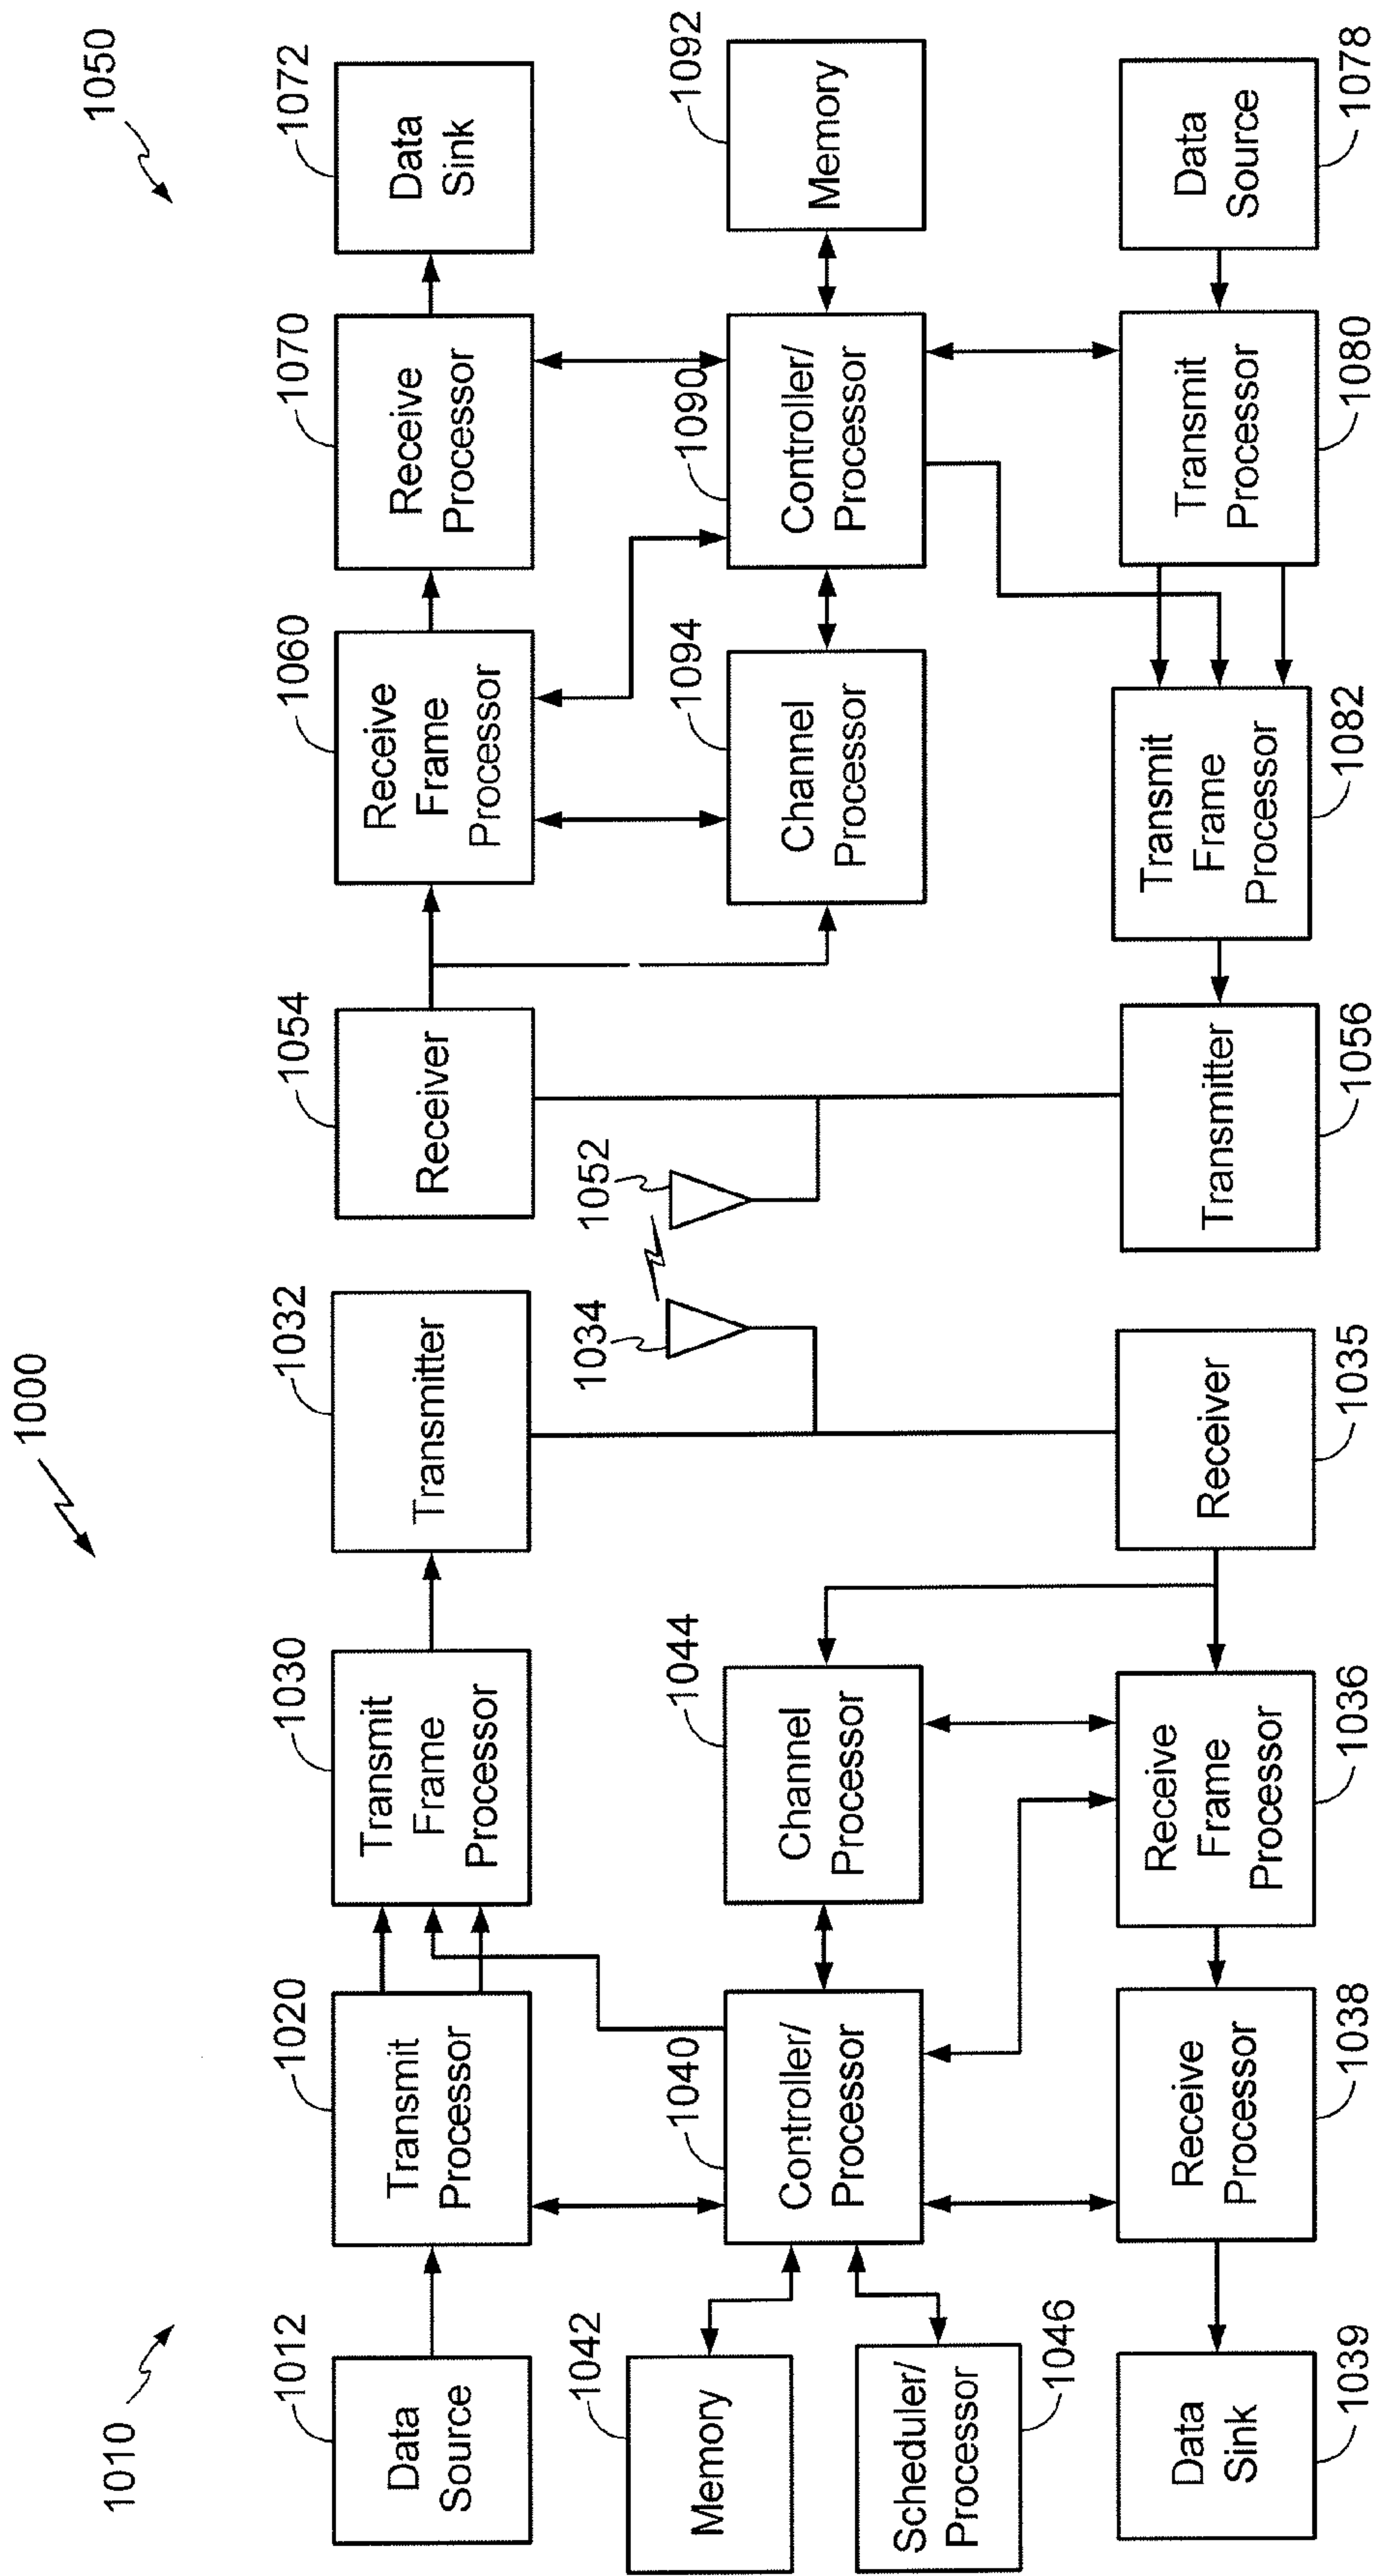 1000
1010
1050
1012
Data
Source
1020
Transmit
Processor
1030
Transmit
Frame
Processor
1032
Transmitter
1054
Receiver
1060
Receive
Frame
Processor
1070
Receive
Processor
1072
Data
Sink
1042
Memory
1046
Scheduler/
Processor
1040
Controller/
Processor
1044
Channel
Processor
1034
1052
1094
Channel
Processor
1090
Controller/
Processor
1092
Memory
Data
Sink
1039
Receive
Processor
1038
Receive
Frame
Processor
1036
Receiver
1035
Transmitter
1056
Transmit
Frame
Processor
1082
Transmit
Processor
1080
Data
Source
1078